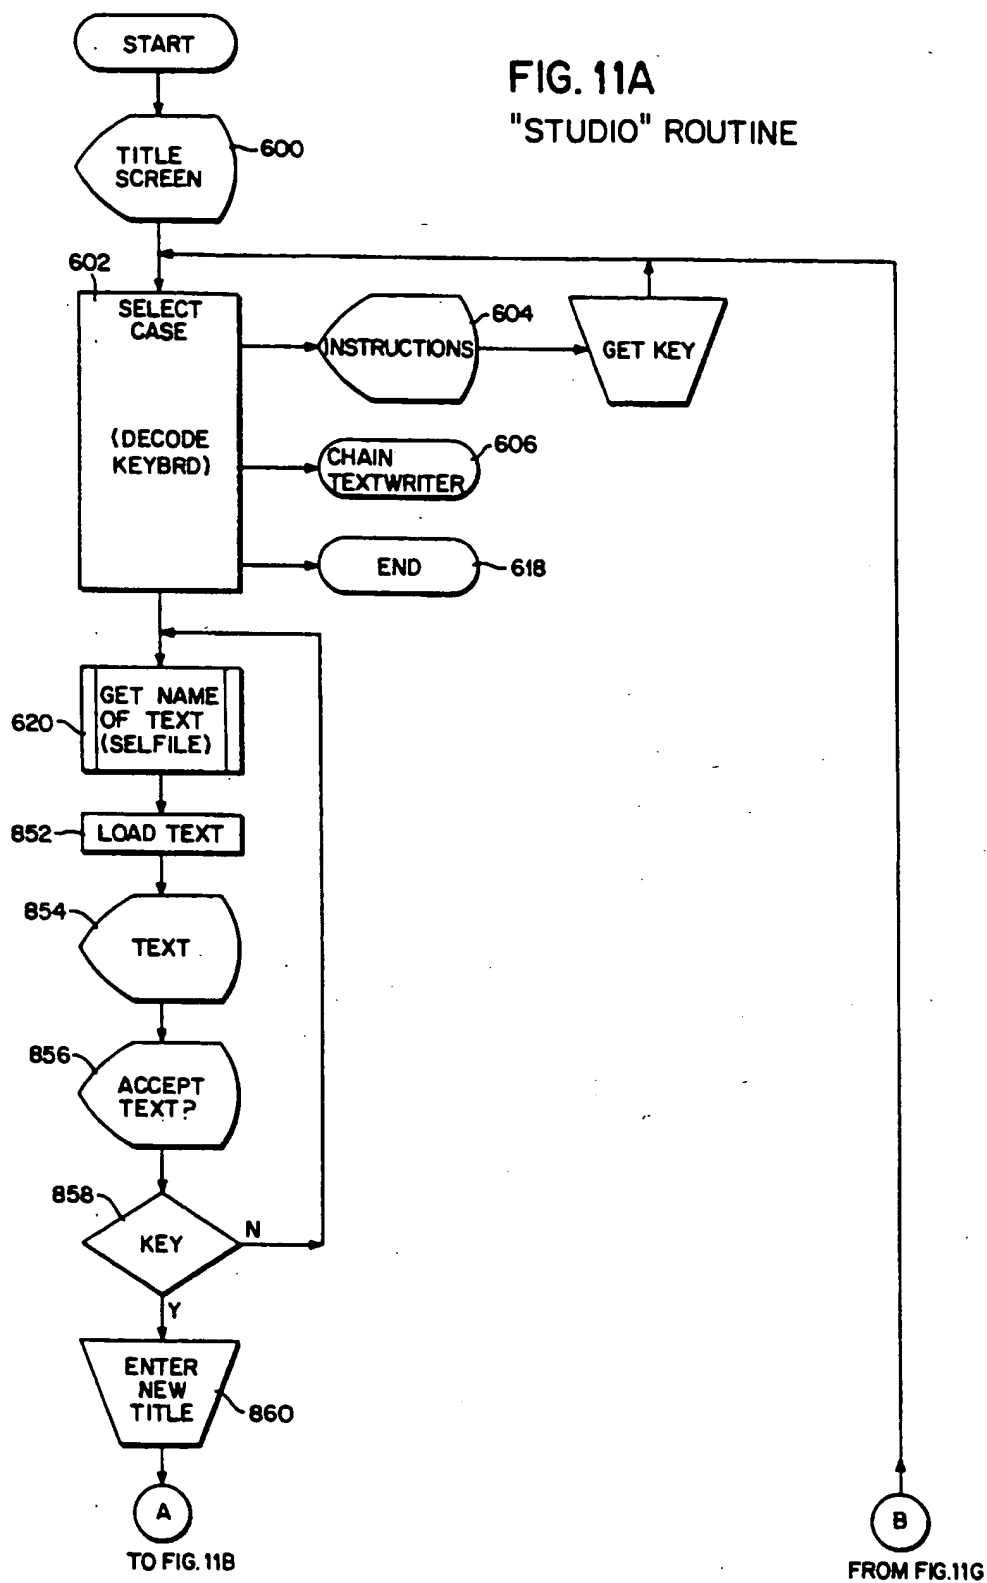 START
FIG. 11A
"STUDIO" ROUTINE
TITLE
SCREEN
600
602
SELECT
CASE
(DECODE
KEYBRD)
INSTRUCTIONS
604
GET KEY
CHAIN
TEXTWRITER
606
END
618
GET NAME
OF TEXT
(SELFILE)
620
852
LOAD TEXT
854
TEXT
856
ACCEPT
TEXT?
858
KEY
N
Y
ENTER
NEW
TITLE
860
A
TO FIG. 11B
B
FROM FIG.11G